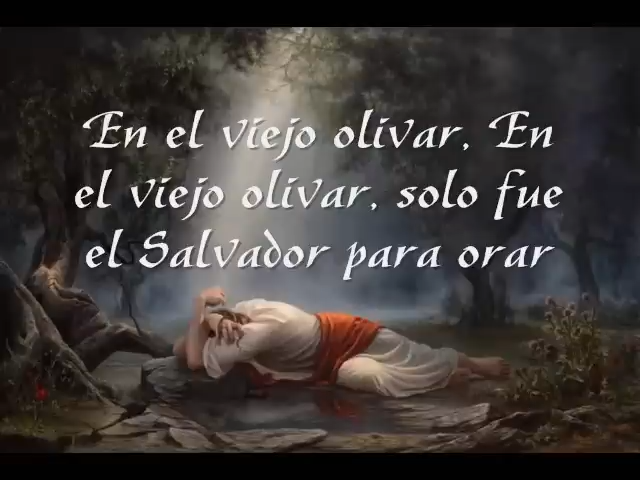 En el viejo olivar, En
el viejo olivar, solo fue
el Salvador para orar